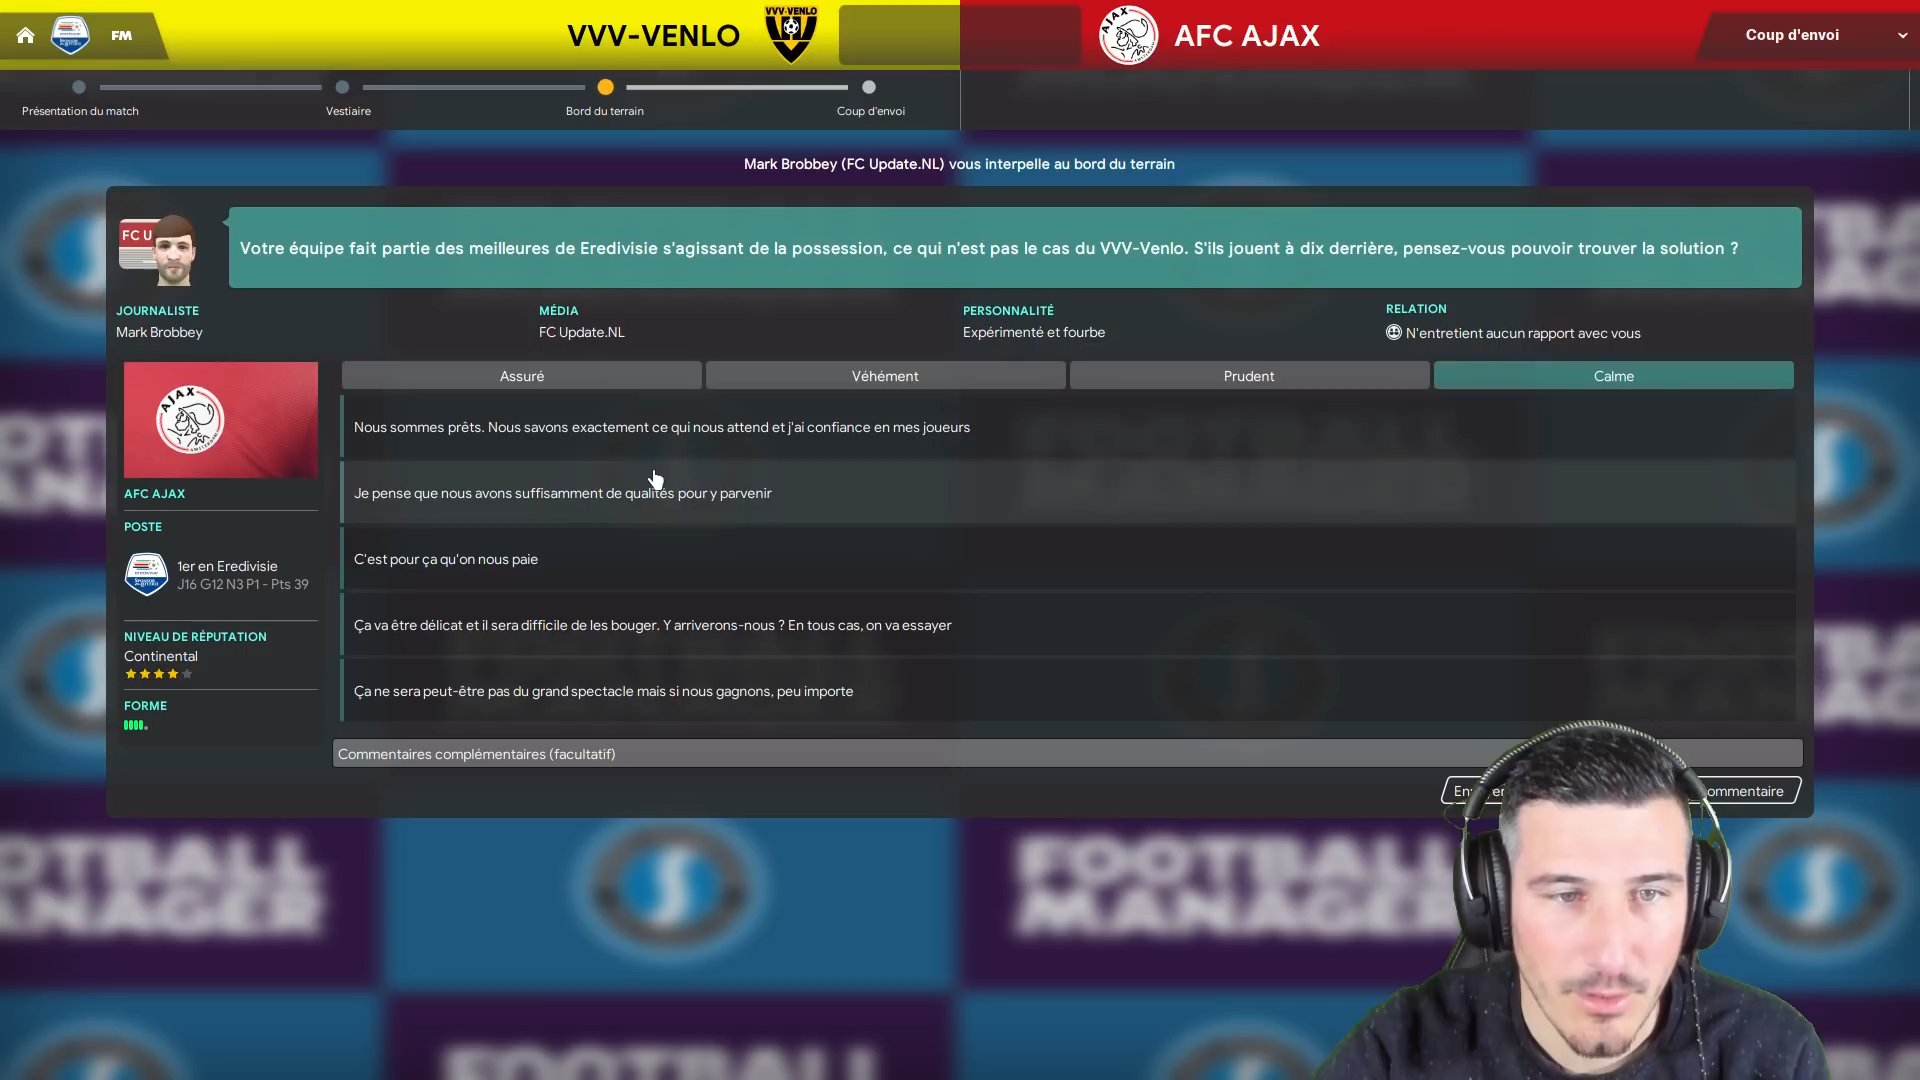 FM
VVV-VENLO
VVV-VENLO
AJAX
AMSTERDAM
AFC AJAX
Coup d'envoi
Présentation du match
Vestiaire
Bord du terrain
Coup d'envoi
Mark Brobbey (FC Update.NL) vous interpelle au bord du terrain
FC U
Votre équipe fait partie des meilleures de Eredivisie s'agissant de la possession, ce qui n'est pas le cas du VVV-Venlo. S'ils jouent à dix derrière, pensez-vous pouvoir trouver la solution ?
JOURNALISTE
Mark Brobbey
MÉDIA
FC Update.NL
PERSONNALITÉ
Expérimenté et fourbe
RELATION
N'entretient aucun rapport avec vous
Assuré
Véhément
Prudent
Calme
AJAX
AMSTERDAM
Nous sommes prêts. Nous savons exactement ce qui nous attend et j'ai confiance en mes joueurs
Je pense que nous avons suffisamment de qualités pour y parvenir
C'est pour ça qu'on nous paie
Ça va être délicat et il sera difficile de les bouger. Y arriverons-nous ? En tous cas, on va essayer
Ça ne sera peut-être pas du grand spectacle mais si nous gagnons, peu importe
AFC AJAX
POSTE
1er en Eredivisie
J16 G12 N3 P1 - Pts 39
NIVEAU DE RÉPUTATION
Continental
FORME
Commentaires complémentaires (facultatif)
ommentaire
FOOTBALL
MANAGER
FOOTBALL
MANAGER